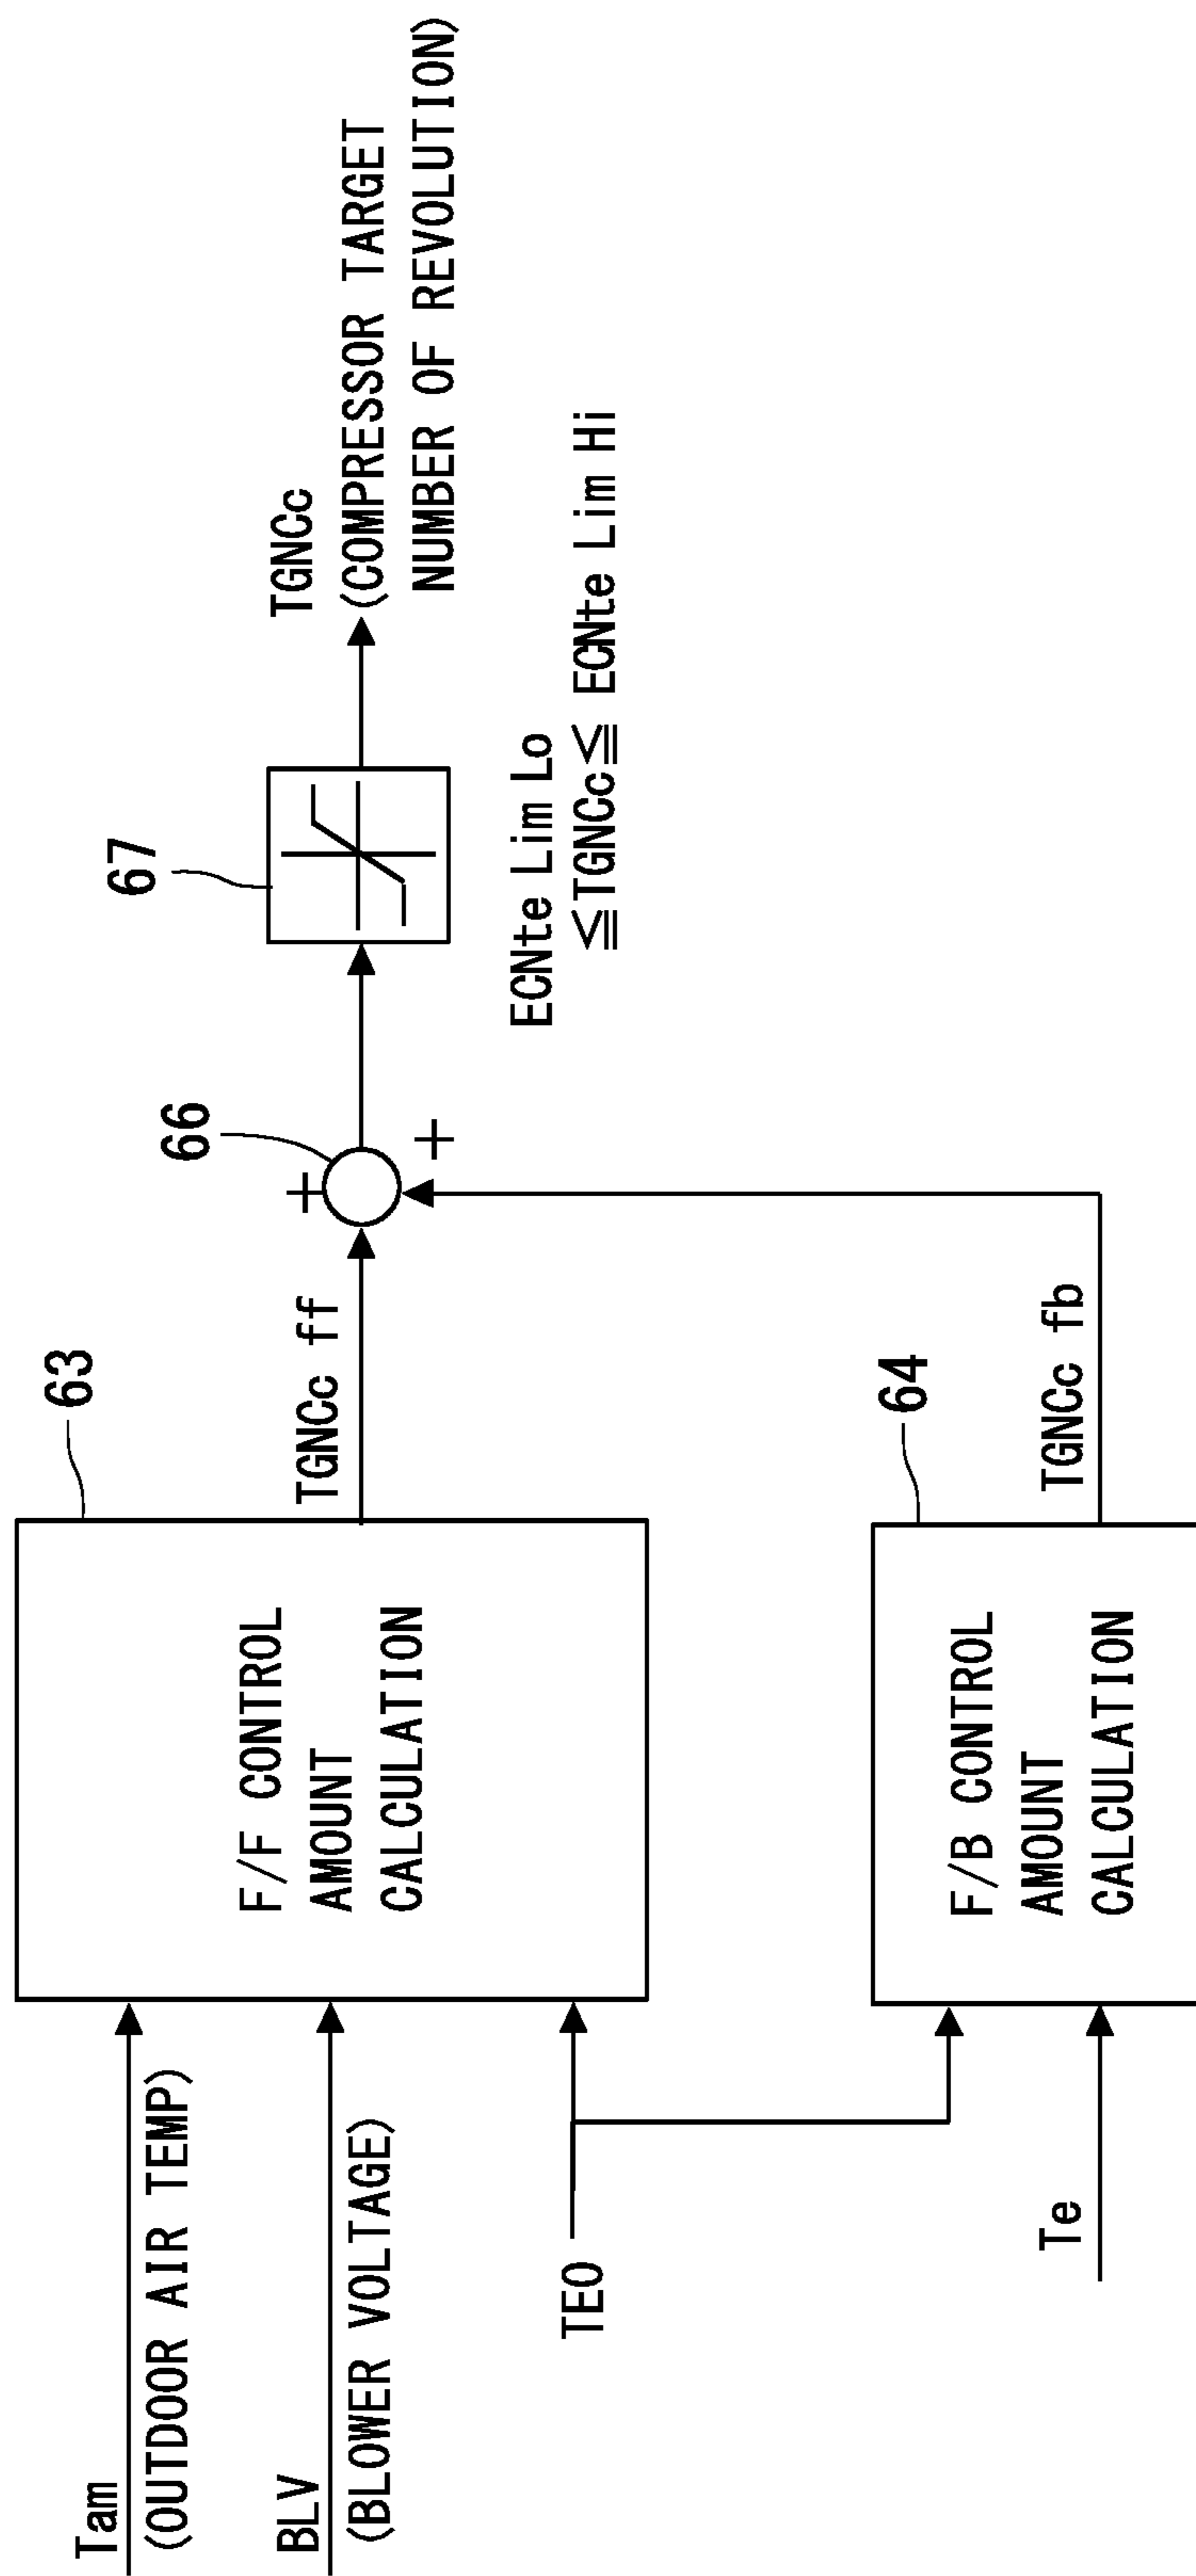 Tam
(OUTDOOR AIR TEMP)
BLV
(BLOWER VOLTAGE)
TEO
Te
63
F/F CONTROL
AMOUNT
CALCULATION
64
F/B CONTROL
AMOUNT
CALCULATION
TGNCc ff
TGNCc fb
66
+
+
67
ECNte Lim Lo
≦TGNCc≦ ECNte Lim Hi
TGNCc
(COMPRESSOR TARGET
NUMBER OF REVOLUTION)